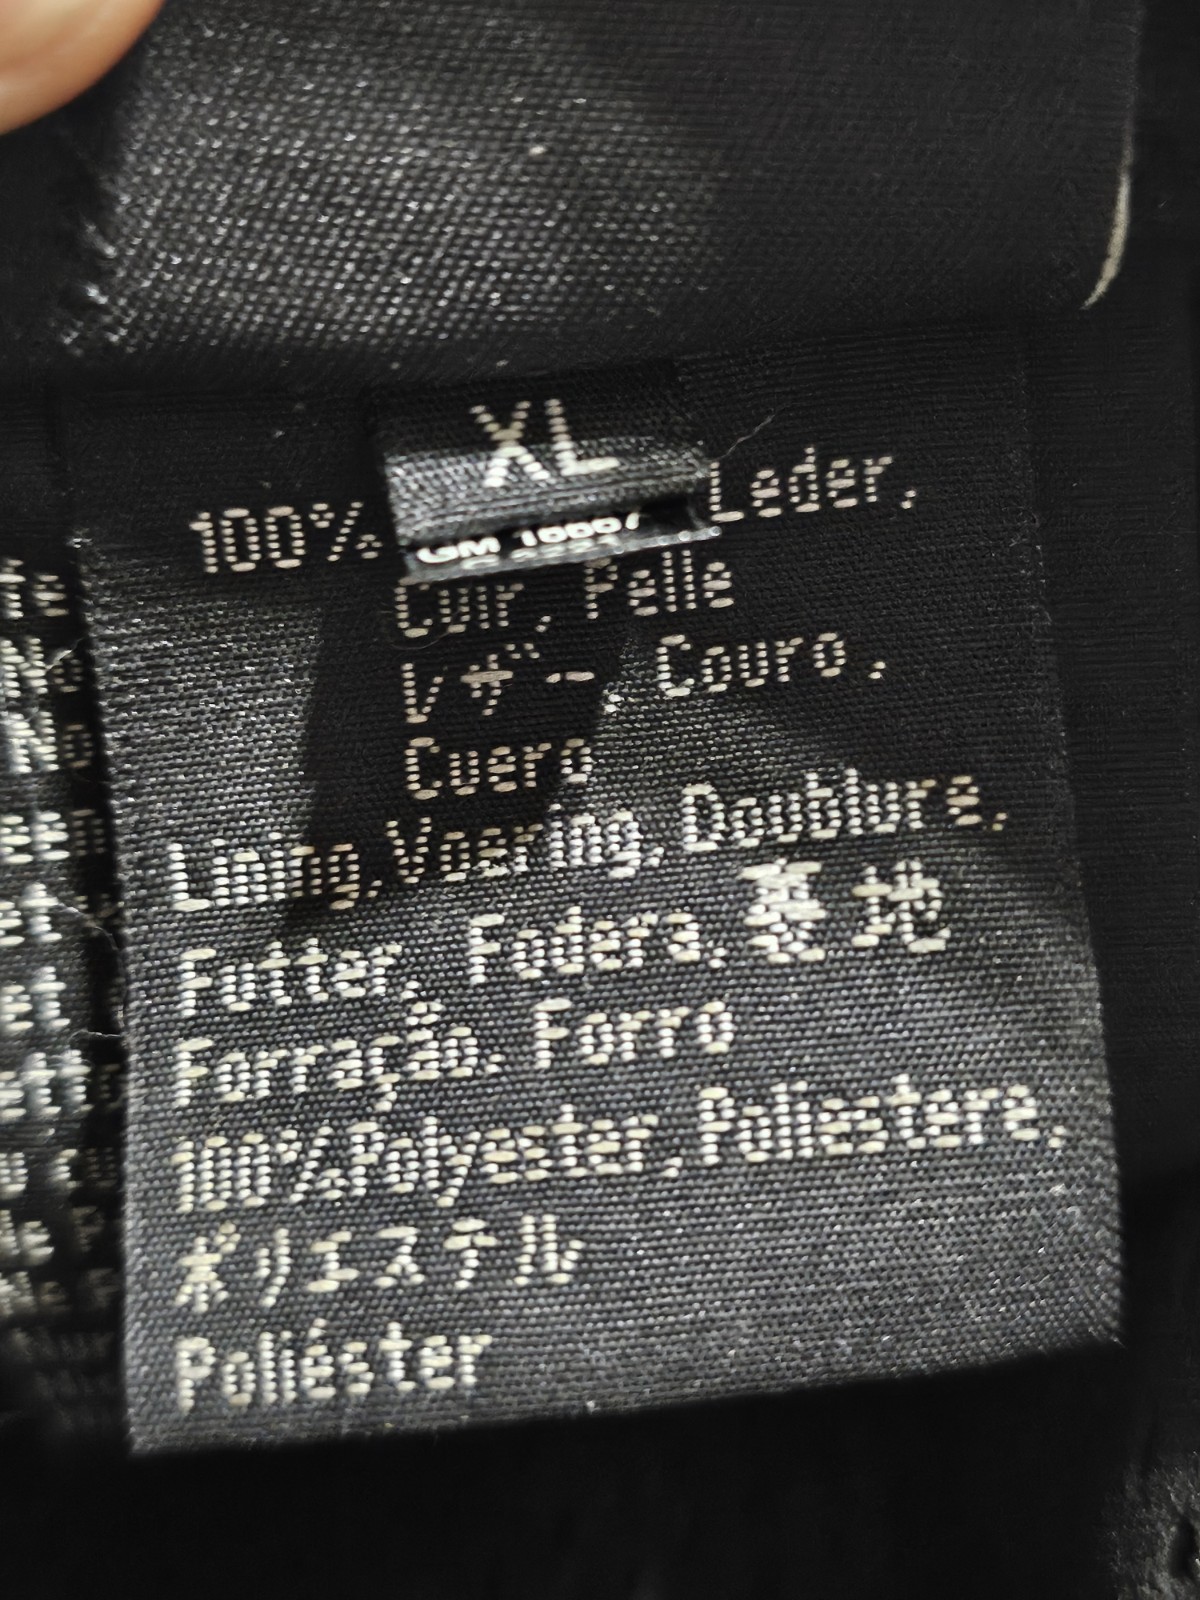 XL
100% Leder,
GM
Cuir, Pelle
レザー, Couro,
Cuero
Lining, Voering, Doublure,
Futter, Fodera, 裏地
Forração, Forro
100% Polyester, Poliestere,
ポリエステル
Poliéster